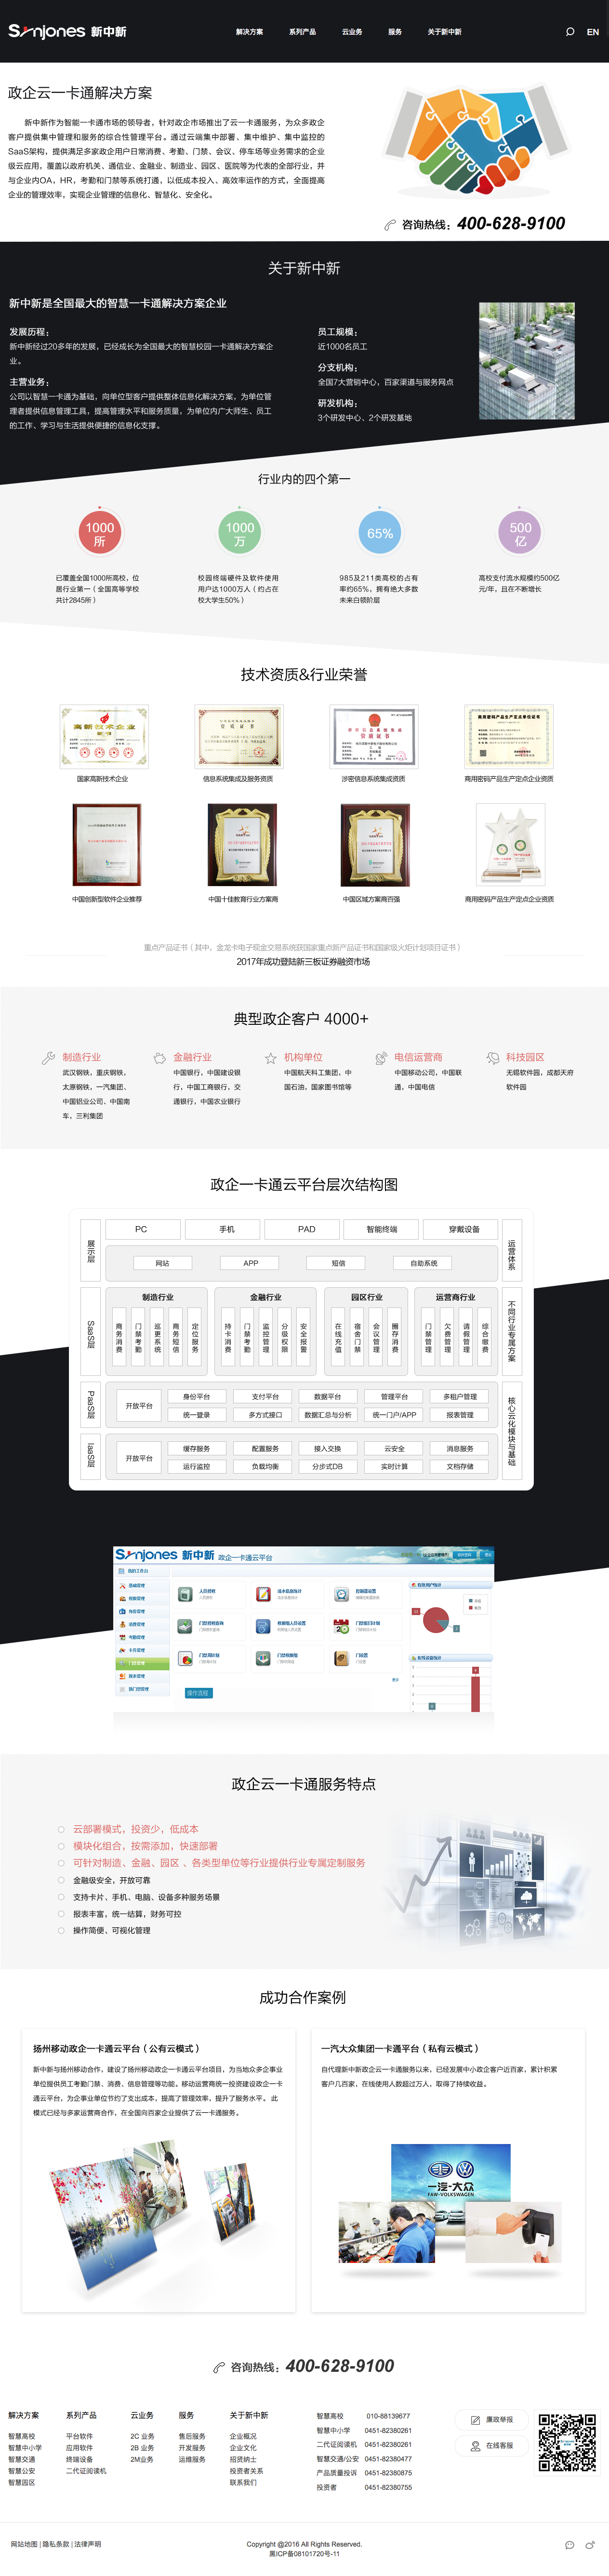 Synjones 新中新
解决方案 系列产品 云业务 服务 关于新中新 EN
政企云一卡通解决方案
新中新作为智能一卡通市场的领导者，针对政企市场推出了云一卡通服务，为众多政企
客户提供集中管理和服务的综合性管理平台。通过云端集中部署、集中维护、集中监控的
SaaS架构，提供满足多家政企用户日常消费、考勤、门禁、会议、停车场等业务需求的企业
级云应用，覆盖以政府机关、通信业、金融业、制造业、园区、医院等为代表的全部行业，并
与企业内OA，HR，考勤和门禁等系统打通，以低成本投入、高效率运作的方式，全面提高
企业的管理效率，实现企业管理的信息化、智慧化、安全化。
咨询热线：400-628-9100
关于新中新
新中新是全国最大的智慧一卡通解决方案企业
发展历程：
新中新经过20多年的发展，已经成长为全国最大的智慧校园一卡通解决方案企
业。
主营业务：
公司以智慧一卡通为基础，向单位型客户提供整体信息化解决方案，为单位管
理者提供信息管理工具，提高管理水平和服务质量，为单位内广大师生、员工
的工作、学习与生活提供便捷的信息化支撑。
员工规模：
近1000名员工
分支机构：
全国7大营销中心，百家渠道与服务网点
研发机构：
3个研发中心、2个研发基地
行业内的四个第一
1000
所
1000
万
65%
500
亿
已覆盖全国1000所高校，位
居行业第一（全国高等学校
共计2845所）
校园终端硬件及软件使用
用户达1000万人（约占在
校大学生50%）
985及211类高校的占有
率约65%，拥有绝大多数
未来白领阶层
高校支付流水规模约500亿
元/年，且在不断增长
技术资质&行业荣誉
高新技术企业
国家高新技术企业
信息系统集成及服务资质
涉密信息系统集成资质
商用密码产品生产定点单位证书
商用密码产品生产定点企业资质
中国创新型软件企业推荐
中国十佳教育行业方案商
中国区域方案商百强
商用密码产品生产定点企业资质
重点产品证书（其中，金龙卡电子现金交易系统获国家重点新产品证书和国家级火炬计划项目证书）
2017年成功登陆新三板证券融资市场
典型政企客户 4000+
制造行业
武汉钢铁，重庆钢铁，
太原钢铁，一汽集团、
中国铝业公司、中国南
车，三利集团
金融行业
中国银行，中国建设银
行，中国工商银行，交
通银行，中国农业银行
机构单位
中国航天科工集团，中
国石油，国家图书馆等
电信运营商
中国移动公司，中国联
通，中国电信
科技园区
无锡软件园，成都天府
软件园
政企一卡通云平台层次结构图
展示层
PC 手机 PAD 智能终端 穿戴设备
网站 APP 短信 自助系统
运营体系
SaaS层
制造行业
商务消费 门禁考勤 巡更系统 商务短信 定位服务
金融行业
持卡消费 门禁考勤 监控管理 分级权限 安全报警
园区行业
在线充值 宿舍门禁 会议管理 圈存消费
运营商行业
门禁管理 欠费管理 请假管理 综合缴费
不同行业专属方案
PaaS层
开放平台
身份平台 支付平台 数据平台 管理平台 多租户管理
统一登录 多方式接口 数据汇总与分析 统一门户/APP 报表管理
IaaS层
开放平台
缓存服务 配置服务 接入交换 云安全 消息服务
运行监控 负载均衡 分步式DB 实时计算 文档存储
核心云化模块与基础
Synjones 新中新 政企一卡通云平台
我的工作台
基础管理
门禁管理
操作流程
政企云一卡通服务特点
云部署模式，投资少，低成本
模块化组合，按需添加，快速部署
可针对制造、金融、园区 、各类型单位等行业提供行业专属定制服务
金融级安全，开放可靠
支持卡片、手机、电脑、设备多种服务场景
报表丰富，统一结算，财务可控
操作简便、可视化管理
成功合作案例
扬州移动政企一卡通云平台（公有云模式）
新中新与扬州移动合作，建设了扬州移动政企一卡通云平台项目，为当地众多企事业
单位提供员工考勤门禁、消费、信息管理等功能。移动运营商统一投资建设政企一卡
通云平台，为企事业单位节约了支出成本，提高了管理效率，提升了服务水平。 此
模式已经与多家运营商合作，在全国向百家企业提供了云一卡通服务。
一汽大众集团一卡通平台（私有云模式）
自代理新中新政企云一卡通服务以来，已经发展中小政企客户近百家，累计积累
客户几百家，在线使用人数超过万人，取得了持续收益。
一汽-大众
FAW-VOLKSWAGEN
咨询热线：400-628-9100
解决方案
智慧高校
智慧中小学
智慧交通
智慧公安
智慧园区
系列产品
平台软件
应用软件
终端设备
二代证阅读机
云业务
2C 业务
2B 业务
2M业务
服务
售后服务
开发服务
运维服务
关于新中新
企业概况
企业文化
招贤纳士
投资者关系
联系我们
智慧高校 010-88139677
智慧中小学 0451-82380261
二代证阅读机 0451-82380261
智慧交通/公安 0451-82380477
产品质量投诉 0451-82380875
投资者 0451-82380755
廉政举报
在线客服
网站地图 | 隐私条款 | 法律声明
Copyright @2016 All Rights Reserved.
黑ICP备08101720号-11